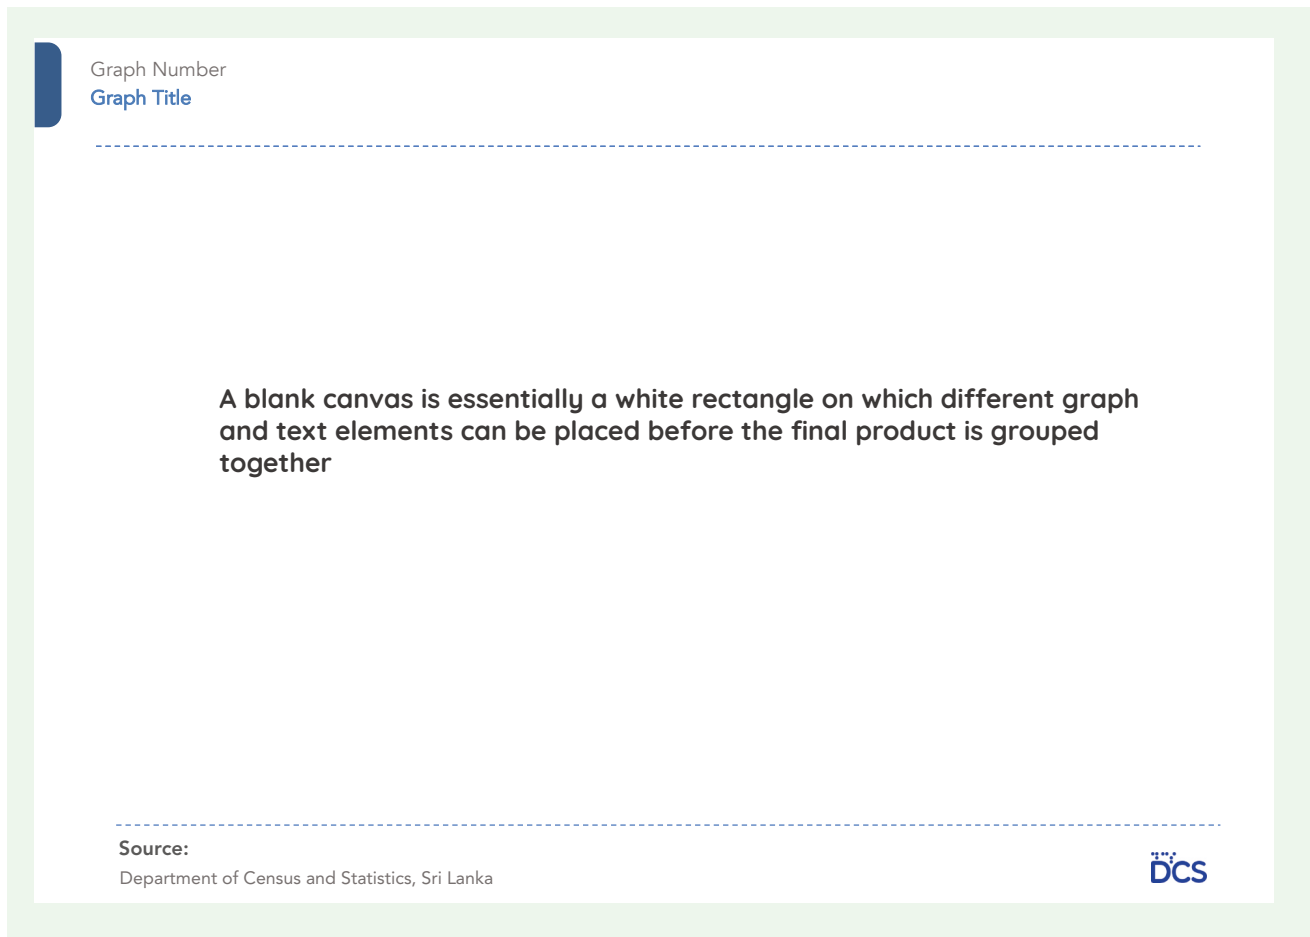 Graph Number
Graph Title
A blank canvas is essentially a white rectangle on which different graph
and text elements can be placed before the final product is grouped
together
Source:
Department of Census and Statistics, Sri Lanka
DCS